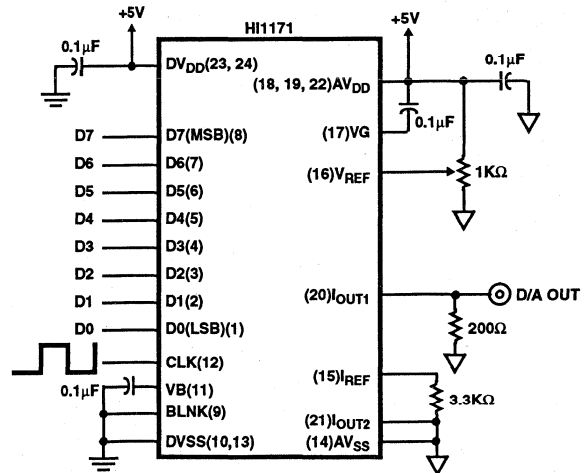 +5V
HI1171
+5V
0.1µF
DVDD(23, 24)
(18, 19, 22)AVDD
0.1µF
0.1µF
(17)VG
D7
D7(MSB)(8)
D6
D6(7)
(16)VREF
1KΩ
D5
D5(6)
D4
D4(5)
D3
D3(4)
D2
D2(3)
D1
D1(2)
(20)IOUT1
D/A OUT
D0
D0(LSB)(1)
200Ω
CLK(12)
(15)IREF
0.1µF
VB(11)
3.3KΩ
BLNK(9)
(21)IOUT2
DVSS(10,13)
(14)AVSS